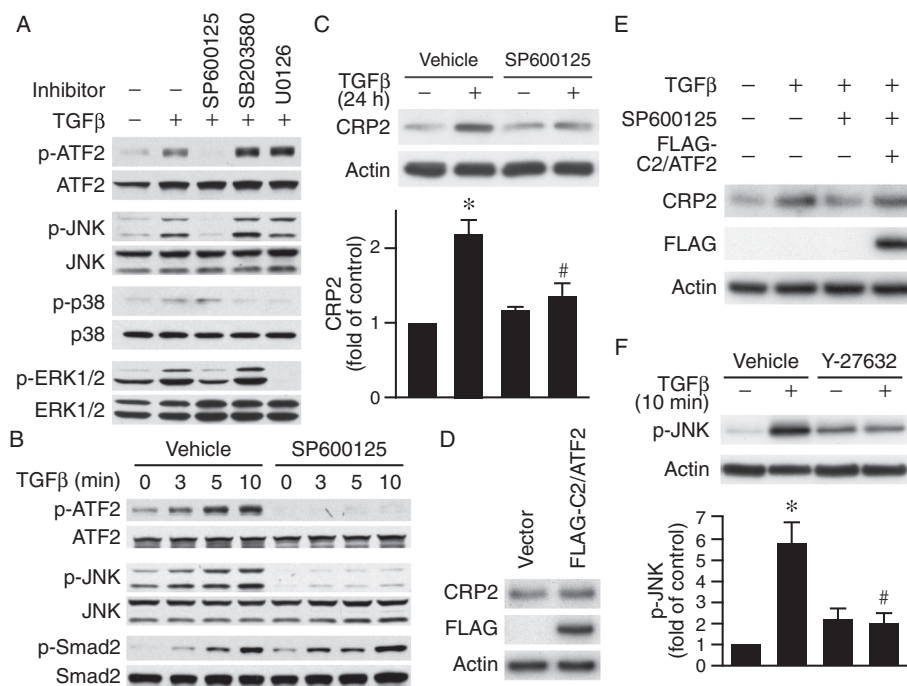 A
Inhibitor – – SP600125 SB203580 U0126
TGFβ – + + + +
p-ATF2
ATF2
p-JNK
JNK
p-p38
p38
p-ERK1/2
ERK1/2
B
Vehicle SP600125
TGFβ (min) 0 3 5 10 0 3 5 10
p-ATF2
ATF2
p-JNK
JNK
p-Smad2
Smad2
C
Vehicle SP600125
TGFβ
(24 h) – + – +
CRP2
Actin
CRP2
(fold of control)
2
1
0
*
#
D
Vector FLAG-C2/ATF2
CRP2
FLAG
Actin
E
TGFβ – + + +
SP600125 – – + +
FLAG-
C2/ATF2 – – – +
CRP2
FLAG
Actin
F
Vehicle Y-27632
TGFβ
(10 min) – + – +
p-JNK
Actin
p-JNK
(fold of control)
7
6
5
4
3
2
1
0
*
#